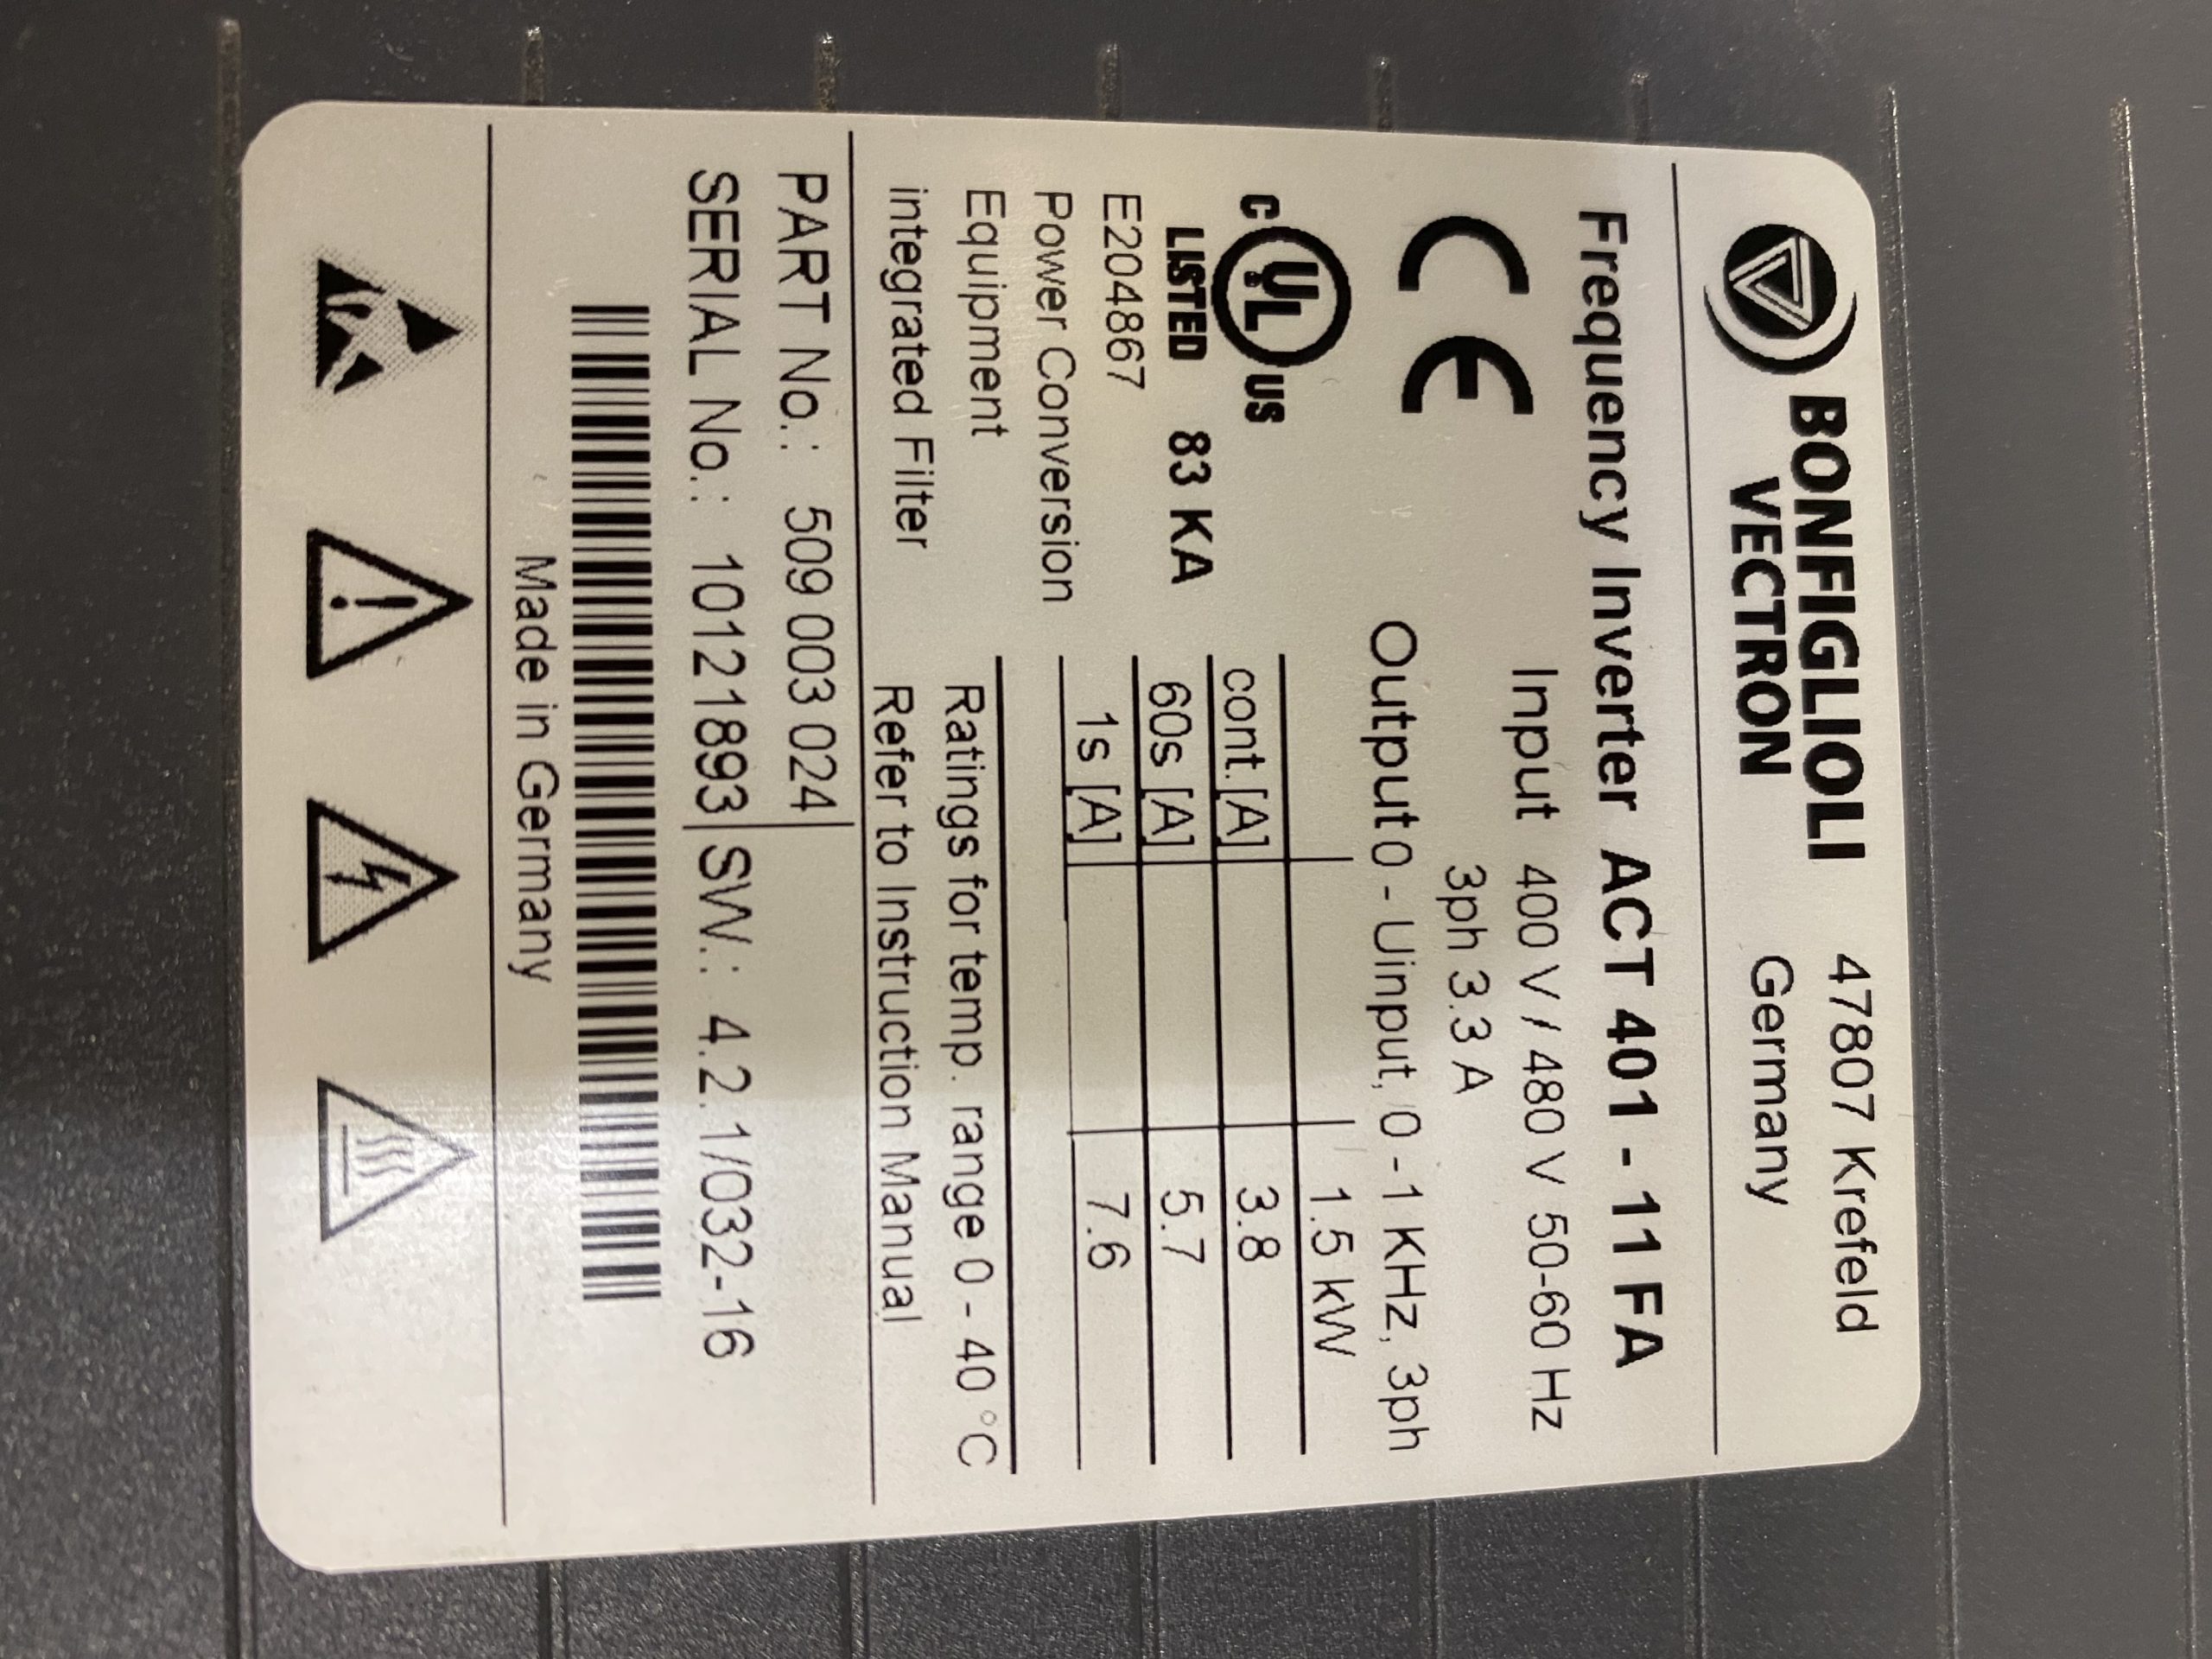 BONFIGLIOLI
VECTRON
47807 Krefeld
Germany
Frequency Inverter ACT 401 - 11 FA
CE
Input 400 V / 480 V 50-60 Hz
3ph 3.3 A
Output 0 - Uinput, 0 - 1 KHz, 3ph
C UL US
LISTED 83 KA
E204867
Power Conversion
Equipment
integrated Filter
1.5 kW
cont.[A] 3.8
60s [A] 5.7
1s [A] 7.6
Ratings for temp. range 0 - 40 °C
Refer to Instruction Manual
PART No.: 509 003 024
SERIAL No.: 10121893 SW.: 4.2.1/032-16
Made in Germany